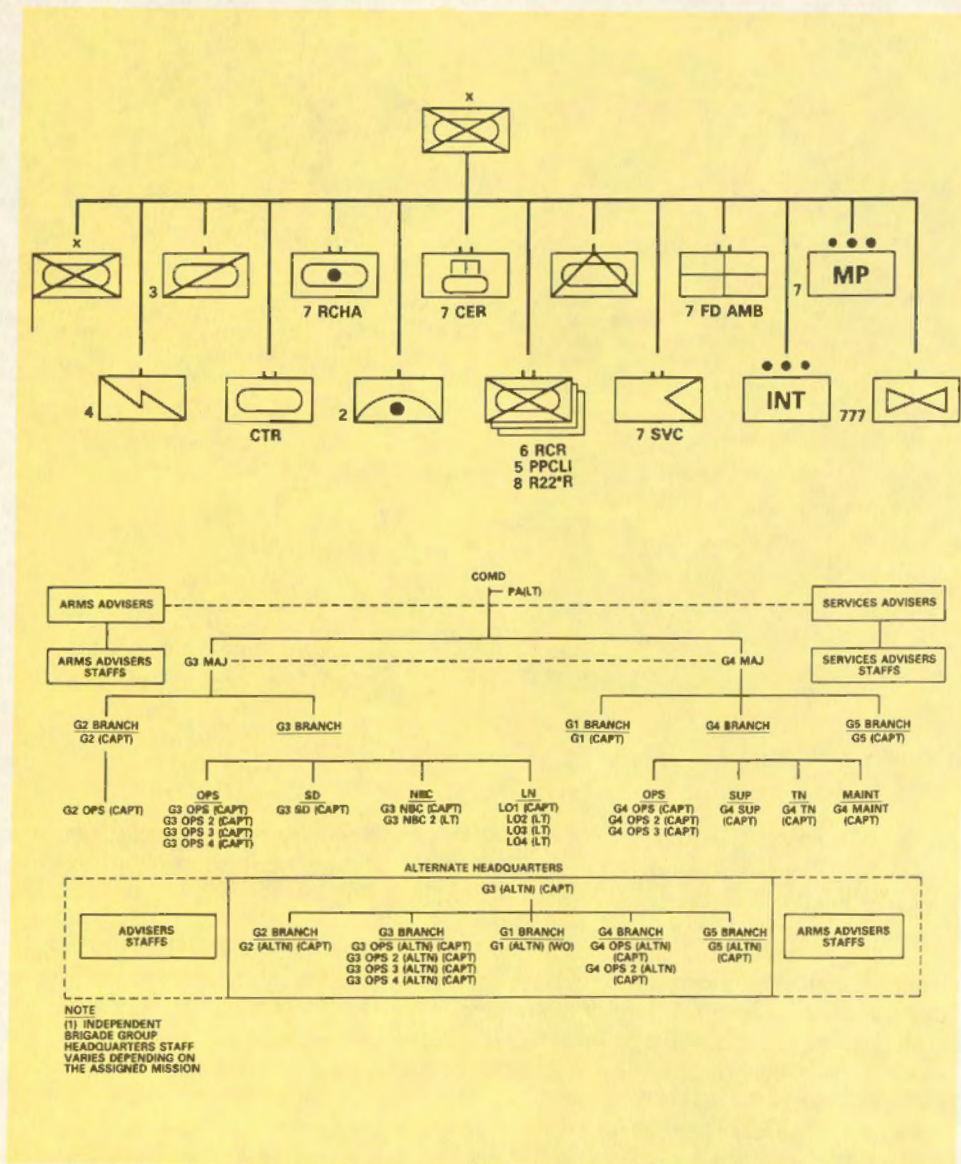 x
x
3
7 RCHA
7 CER
7 FD AMB
7
MP
4
CTR
2
6 RCR
5 PPCLI
8 R22*R
7 SVC
INT
777
COMD
PA(LT)
ARMS ADVISERS
SERVICES ADVISERS
ARMS ADVISERS
STAFFS
G3 MAJ
G4 MAJ
SERVICES ADVISERS
STAFFS
G2 BRANCH
G2 (CAPT)
G3 BRANCH
G1 BRANCH
G1 (CAPT)
G4 BRANCH
G5 BRANCH
G5 (CAPT)
G2 OPS (CAPT)
OPS
G3 OPS (CAPT)
G3 OPS 2 (CAPT)
G3 OPS 3 (CAPT)
G3 OPS 4 (CAPT)
SD
G3 SD (CAPT)
NBC
G3 NBC (CAPT)
G3 NBC 2 (LT)
LN
LO1 (CAPT)
LO2 (LT)
LO3 (LT)
LO4 (LT)
OPS
G4 OPS (CAPT)
G4 OPS 2 (CAPT)
G4 OPS 3 (CAPT)
SUP
G4 SUP
(CAPT)
TN
G4 TN
(CAPT)
MAINT
G4 MAINT
(CAPT)
ALTERNATE HEADQUARTERS
G3 (ALTN) (CAPT)
ADVISERS
STAFFS
G2 BRANCH
G2 (ALTN) (CAPT)
G3 BRANCH
G3 OPS (ALTN) (CAPT)
G3 OPS 2 (ALTN) (CAPT)
G3 OPS 3 (ALTN) (CAPT)
G3 OPS 4 (ALTN) (CAPT)
G1 BRANCH
G1 (ALTN) (WO)
G4 BRANCH
G4 OPS (ALTN)
(CAPT)
G4 OPS 2 (ALTN)
(CAPT)
G5 BRANCH
G5 (ALTN)
(CAPT)
ARMS ADVISERS
STAFFS
NOTE
(1) INDEPENDENT
BRIGADE GROUP
HEADQUARTERS STAFF
VARIES DEPENDING ON
THE ASSIGNED MISSION